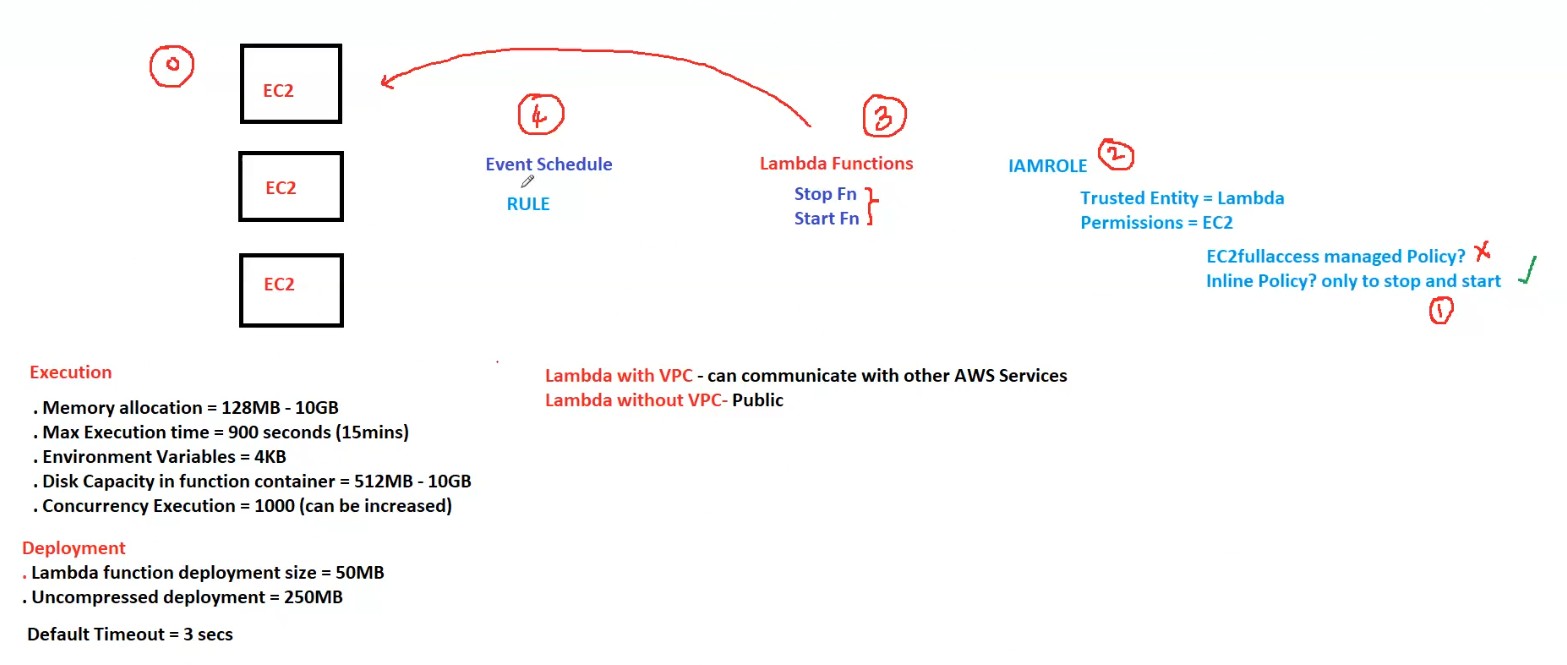 0
EC2
EC2
EC2
4
Event Schedule
RULE
3
Lambda Functions
Stop Fn
Start Fn
IAMROLE 2
Trusted Entity = Lambda
Permissions = EC2
EC2fullaccess managed Policy? X
Inline Policy? only to stop and start ✓
1
Execution
. Memory allocation = 128MB - 10GB
. Max Execution time = 900 seconds (15mins)
. Environment Variables = 4KB
. Disk Capacity in function container = 512MB - 10GB
. Concurrency Execution = 1000 (can be increased)
Lambda with VPC - can communicate with other AWS Services
Lambda without VPC- Public
Deployment
. Lambda function deployment size = 50MB
. Uncompressed deployment = 250MB
Default Timeout = 3 secs